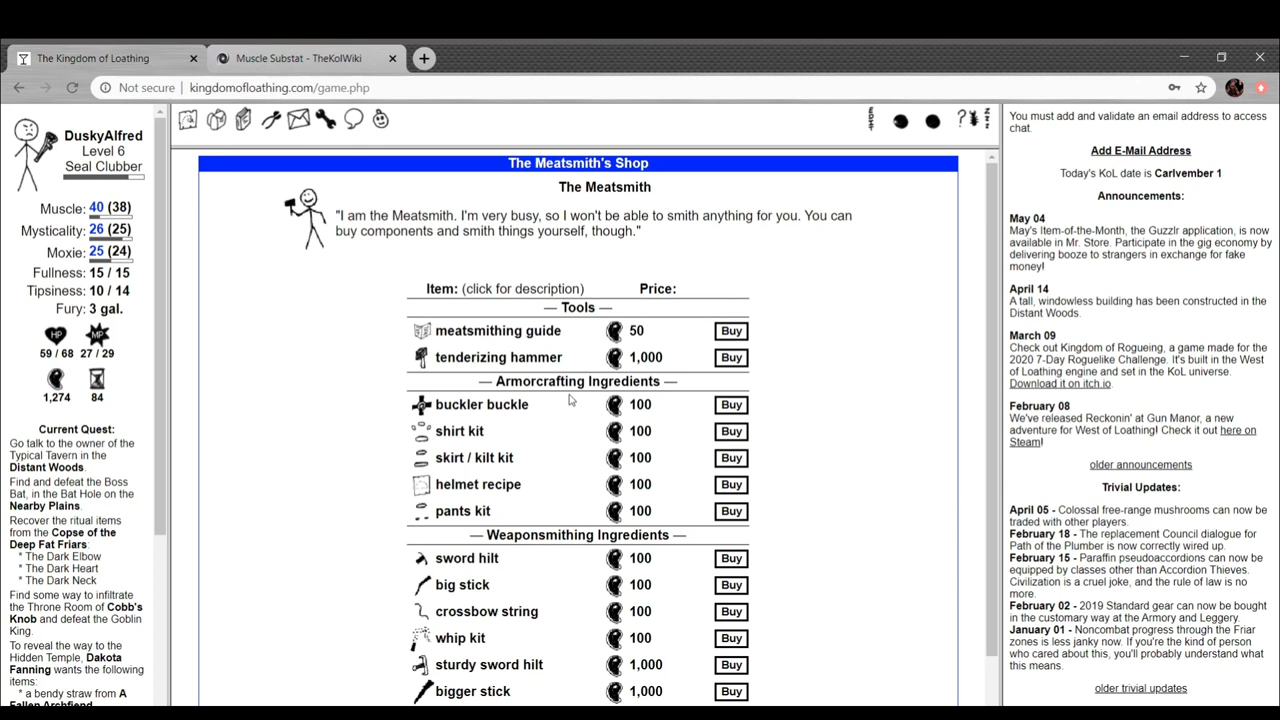 The Kingdom of Loathing
Muscle Substat - TheKolWiki
Not secure
kingdomofloathing.com/game.php
DuskyAlfred
Level 6
Seal Clubber
Muscle: 40 (38)
Mysticality: 26 (25)
Moxie: 25 (24)
Fullness: 15 / 15
Tipsiness: 10 / 14
Fury: 3 gal.
HP
MP
59 / 68 27 / 29
1,274 84
Current Quest:
Go talk to the owner of the
Typical Tavern in the
Distant Woods.
Find and defeat the Boss
Bat, in the Bat Hole on the
Nearby Plains.
Recover the ritual items
from the Copse of the
Deep Fat Friars:
* The Dark Elbow
* The Dark Heart
* The Dark Neck
Find some way to infiltrate
the Throne Room of Cobb's
Knob and defeat the Goblin
King.
To reveal the way to the
Hidden Temple, Dakota
Fanning wants the following
items:
* a bendy straw from A
Fallen Archfiend
The Meatsmith's Shop
The Meatsmith
"I am the Meatsmith. I'm very busy, so I won't be able to smith anything for you. You can
buy components and smith things yourself, though."
Item: (click for description) Price:
— Tools —
meatsmithing guide 50 Buy
tenderizing hammer 1,000 Buy
— Armorcrafting Ingredients —
buckler buckle 100 Buy
shirt kit 100 Buy
skirt / kilt kit 100 Buy
helmet recipe 100 Buy
pants kit 100 Buy
— Weaponsmithing Ingredients —
sword hilt 100 Buy
big stick 100 Buy
crossbow string 100 Buy
whip kit 100 Buy
sturdy sword hilt 1,000 Buy
bigger stick 1,000 Buy
You must add and validate an email address to access
chat.
Add E-Mail Address
Today's KoL date is Carlvember 1
Announcements:
May 04
May's Item-of-the-Month, the Guzzlr application, is now
available in Mr. Store. Participate in the gig economy by
delivering booze to strangers in exchange for fake
money!
April 14
A tall, windowless building has been constructed in the
Distant Woods.
March 09
Check out Kingdom of Rogueing, a game made for the
2020 7-Day Roguelike Challenge. It's built in the West
of Loathing engine and set in the KoL universe.
Download it on itch.io.
February 08
We've released Reckonin' at Gun Manor, a new
adventure for West of Loathing! Check it out here on
Steam!
older announcements
Trivial Updates:
April 05 - Colossal free-range mushrooms can now be
traded with other players.
February 18 - The replacement Council dialogue for
Path of the Plumber is now correctly wired up.
February 15 - Paraffin pseudoaccordions can now be
equipped by classes other than Accordion Thieves.
Civilization is a cruel joke, and the rule of law is no
more.
February 02 - 2019 Standard gear can now be bought
in the customary way at the Armory and Leggery.
January 01 - Noncombat progress through the Friar
zones is less janky now. If you're the kind of person
who cared about this, you'll probably understand what
this means.
older trivial updates